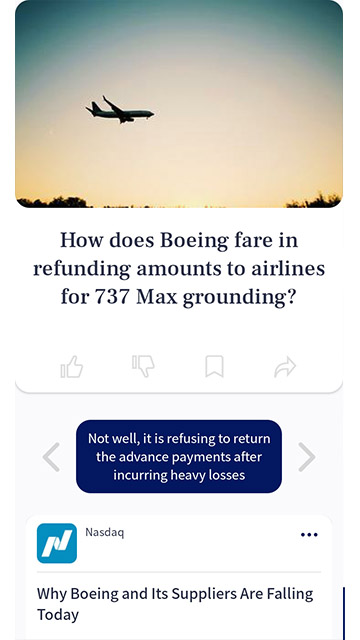 How does Boeing fare in
refunding amounts to airlines
for 737 Max grounding?
Not well, it is refusing to return
the advance payments after
incurring heavy losses
Nasdaq
Why Boeing and Its Suppliers Are Falling
Today